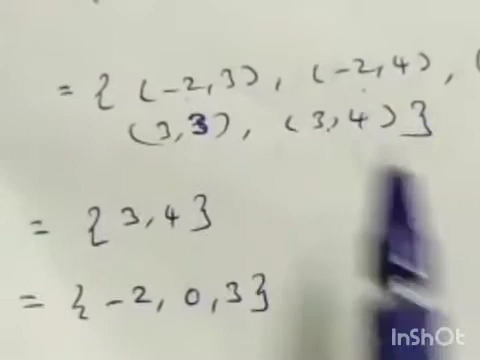 = { (-2,3), (-2,4), (
(3,3), (3,4) }
= { 3,4 }
= { -2, 0, 3 }
InShOt